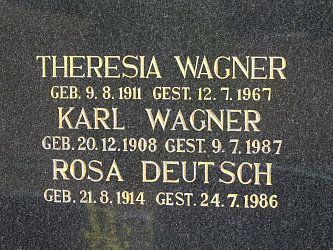 THERESIA WAGNER
GEB. 9.8.1911 GEST. 12.7.1967
KARL WAGNER
GEB. 20.12.1908 GEST. 9.7.1987
ROSA DEUTSCH
GEB. 21.8.1914 GEST. 24.7.1986